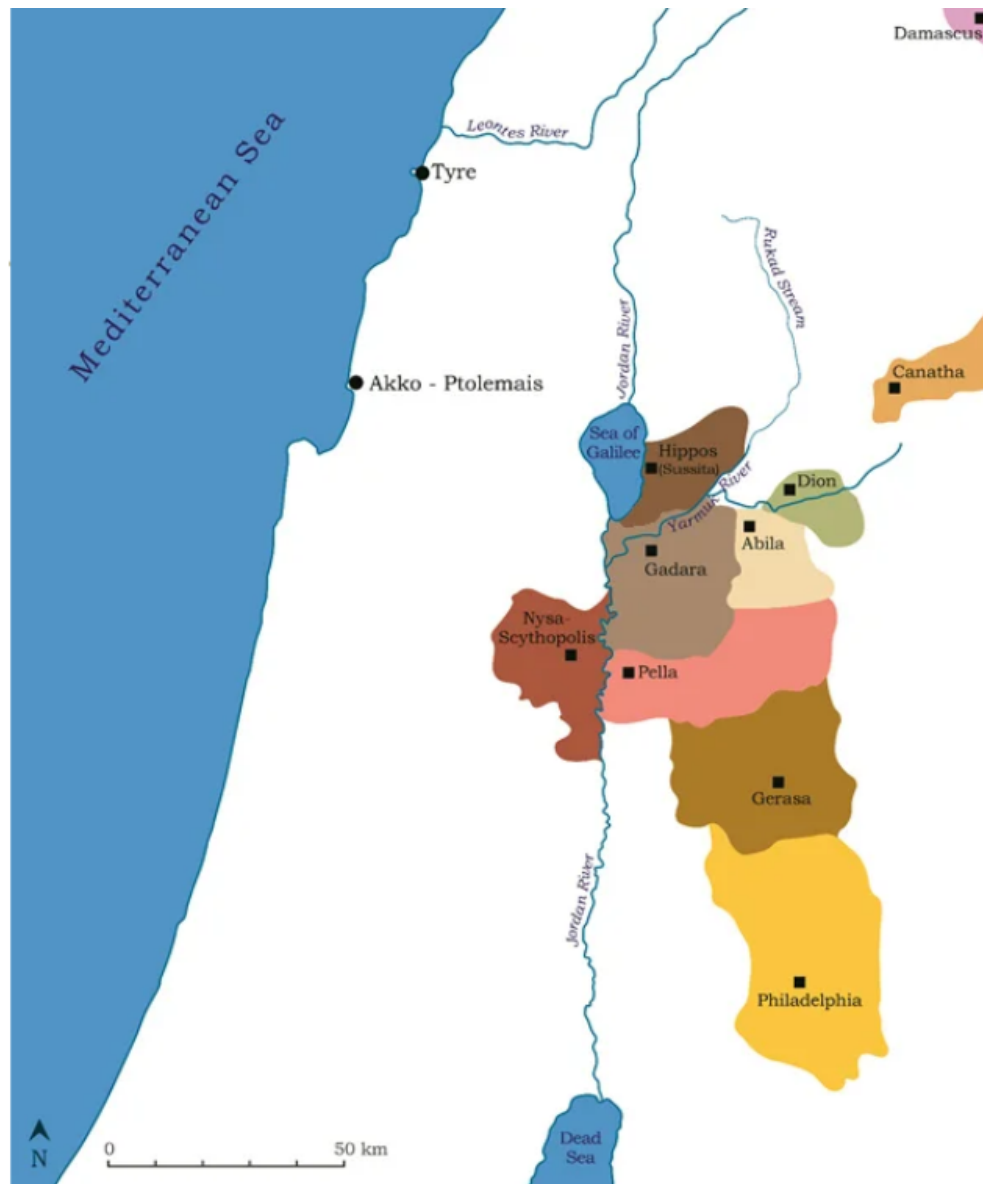 Damascus
Leontes River
Mediterranean Sea
Tyre
Rukad Stream
Jordan River
Canatha
Akko - Ptolemais
Sea of
Galilee
Hippos
(Sussita)
Yarmuk River
Dion
Abila
Gadara
Nysa-
Scythopolis
Pella
Gerasa
Jordan River
Philadelphia
Dead
Sea
N
0
50 km